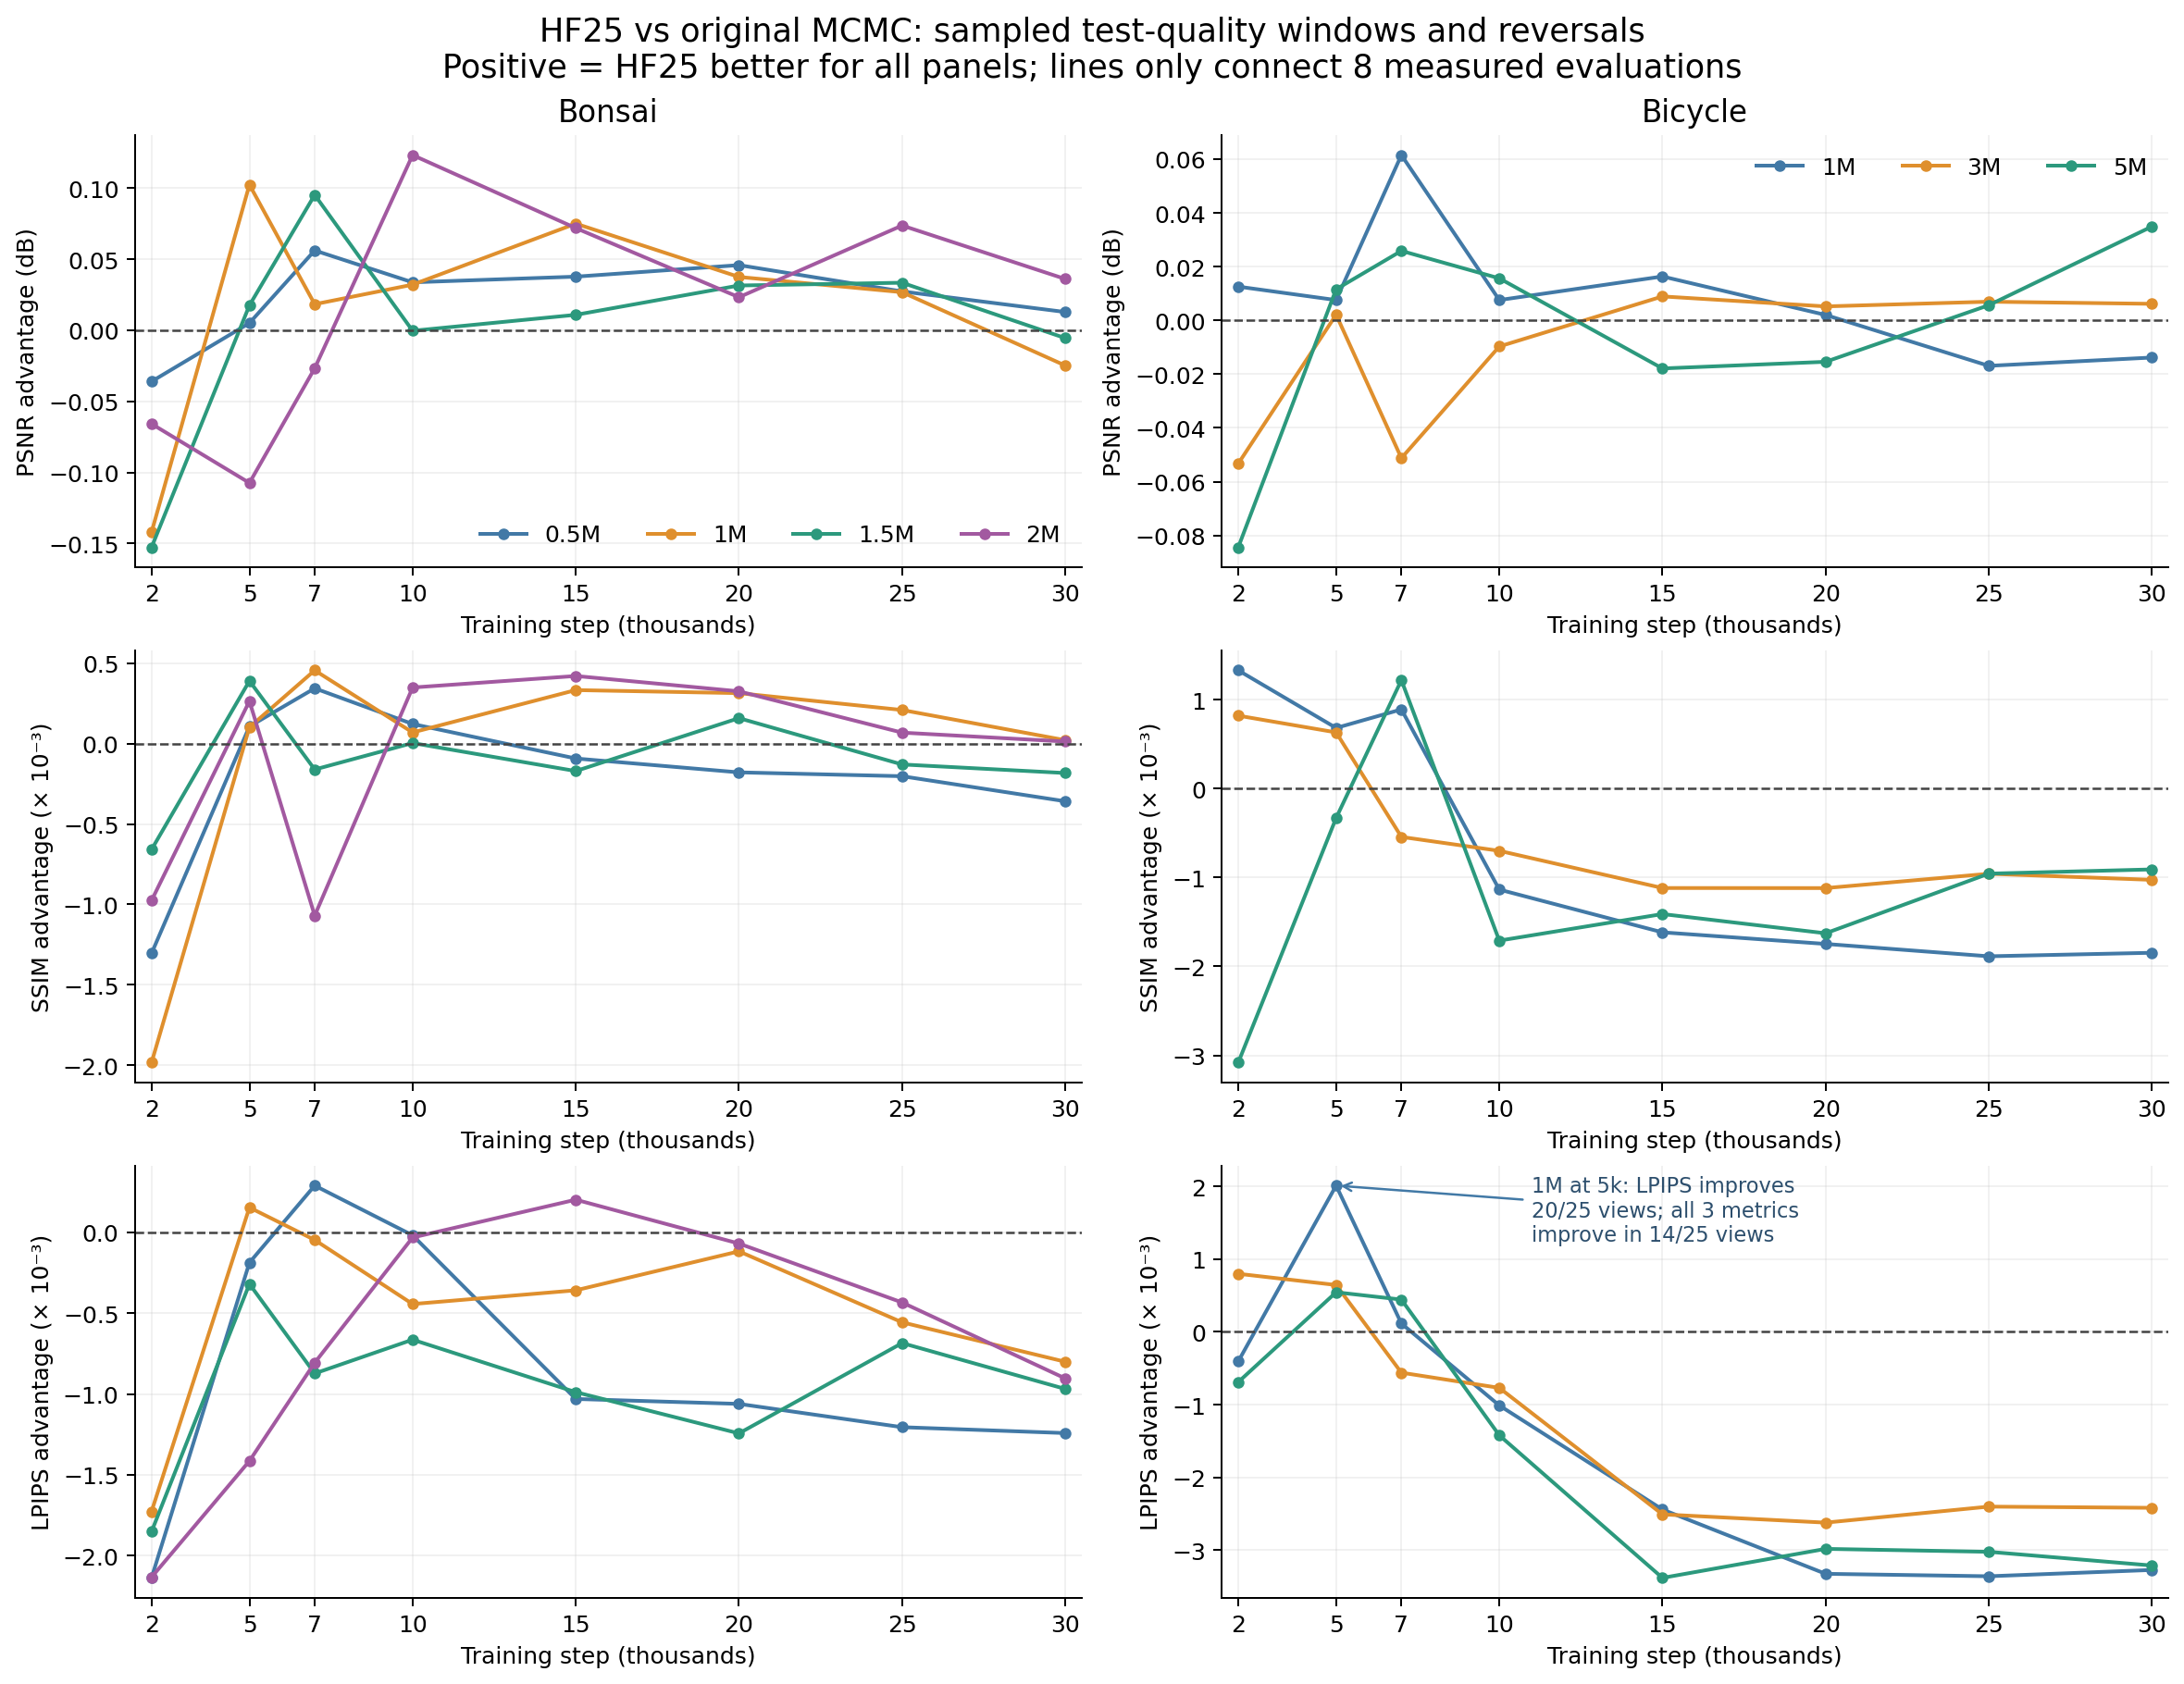 HF25 vs original MCMC: sampled test-quality windows and reversals
Positive = HF25 better for all panels; lines only connect 8 measured evaluations
Bonsai
PSNR advantage (dB)
0.10
0.05
0.00
−0.05
−0.10
−0.15
0.5M 1M 1.5M 2M
2 5 7 10 15 20 25 30
Training step (thousands)
Bicycle
PSNR advantage (dB)
0.06
0.04
0.02
0.00
−0.02
−0.04
−0.06
−0.08
1M 3M 5M
2 5 7 10 15 20 25 30
Training step (thousands)
SSIM advantage (× 10⁻³)
0.5
0.0
−0.5
−1.0
−1.5
−2.0
2 5 7 10 15 20 25 30
Training step (thousands)
SSIM advantage (× 10⁻³)
1
0
−1
−2
−3
2 5 7 10 15 20 25 30
Training step (thousands)
LPIPS advantage (× 10⁻³)
0.0
−0.5
−1.0
−1.5
−2.0
2 5 7 10 15 20 25 30
Training step (thousands)
LPIPS advantage (× 10⁻³)
2
1
0
−1
−2
−3
1M at 5k: LPIPS improves
20/25 views; all 3 metrics
improve in 14/25 views
2 5 7 10 15 20 25 30
Training step (thousands)